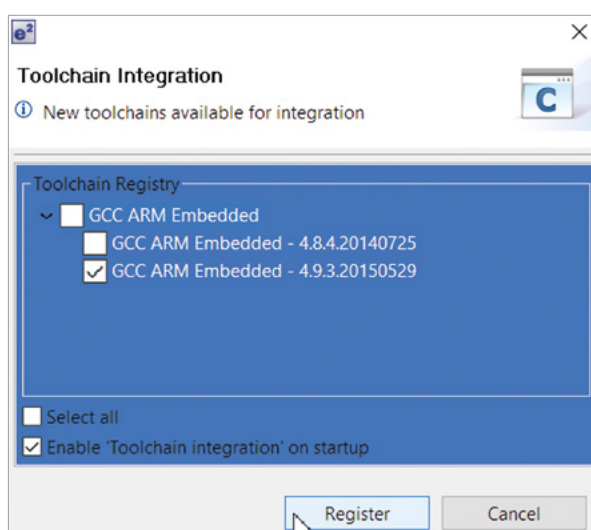 e²
Toolchain Integration
New toolchains available for integration
C
Toolchain Registry
GCC ARM Embedded
GCC ARM Embedded - 4.8.4.20140725
GCC ARM Embedded - 4.9.3.20150529
Select all
Enable 'Toolchain integration' on startup
Register Cancel